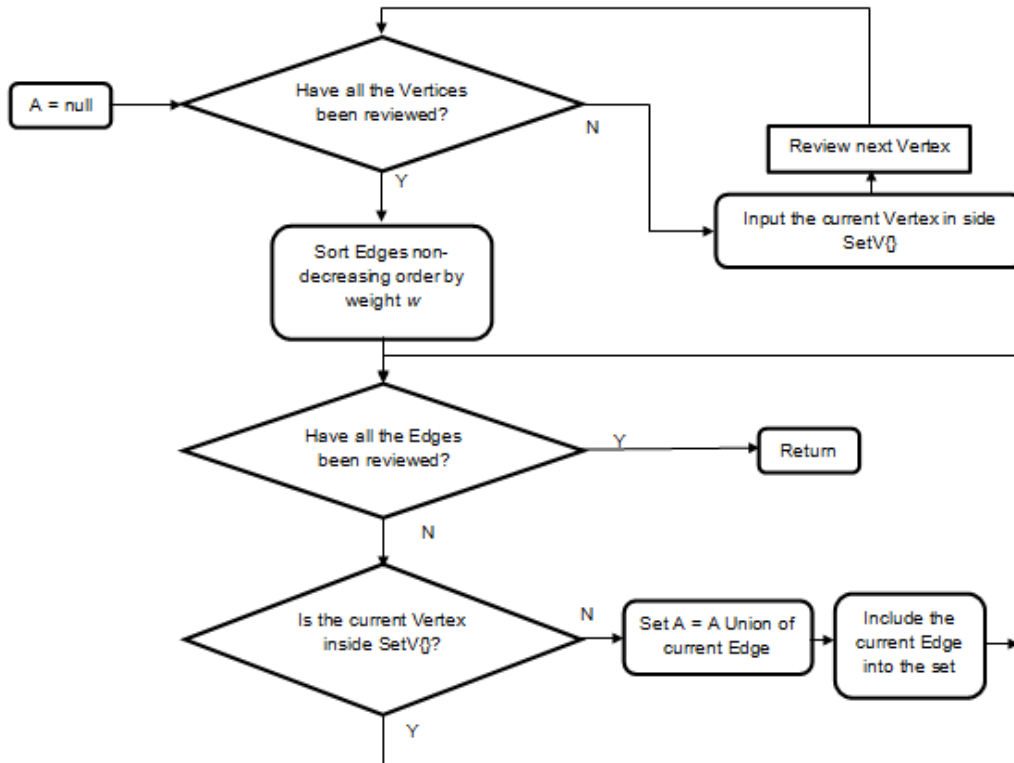 Have all the Vertices
been reviewed?
A = null
N
Review next Vertex
Y
Input the current Vertex in side
SetV{}
Sort Edges non-
decreasing order by
weight w
Have all the Edges
been reviewed?
Y
Return
N
Is the current Vertex
inside SetV{}?
N
Set A = A Union of
current Edge
Include the
current Edge
into the set
Y